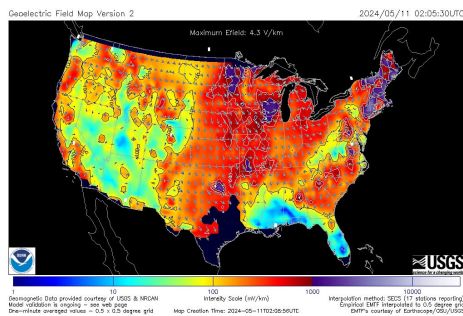 Geoelectric Field Map Version 2
2024/05/11 02:05:30UTC
Maximum Efield: 4.3 V/km
NOAA
USGS
science for a changing world
1 10 100 1000 10000
Geomagnetic Data provided courtesy of USGS & NRCAN
Intensity Scale (mV/km)
Interpolation method: SECS (17 stations reporting)
Model validation is ongoing - see web page
Empirical EMTF interpolated to 0.5 degree grid
One-minute averaged values - 0.5 x 0.5 degree grid
Map Creation Time: 2024-05-11T02:08:56UTC
EMTF's courtesy of Earthscope/OSU/USGS